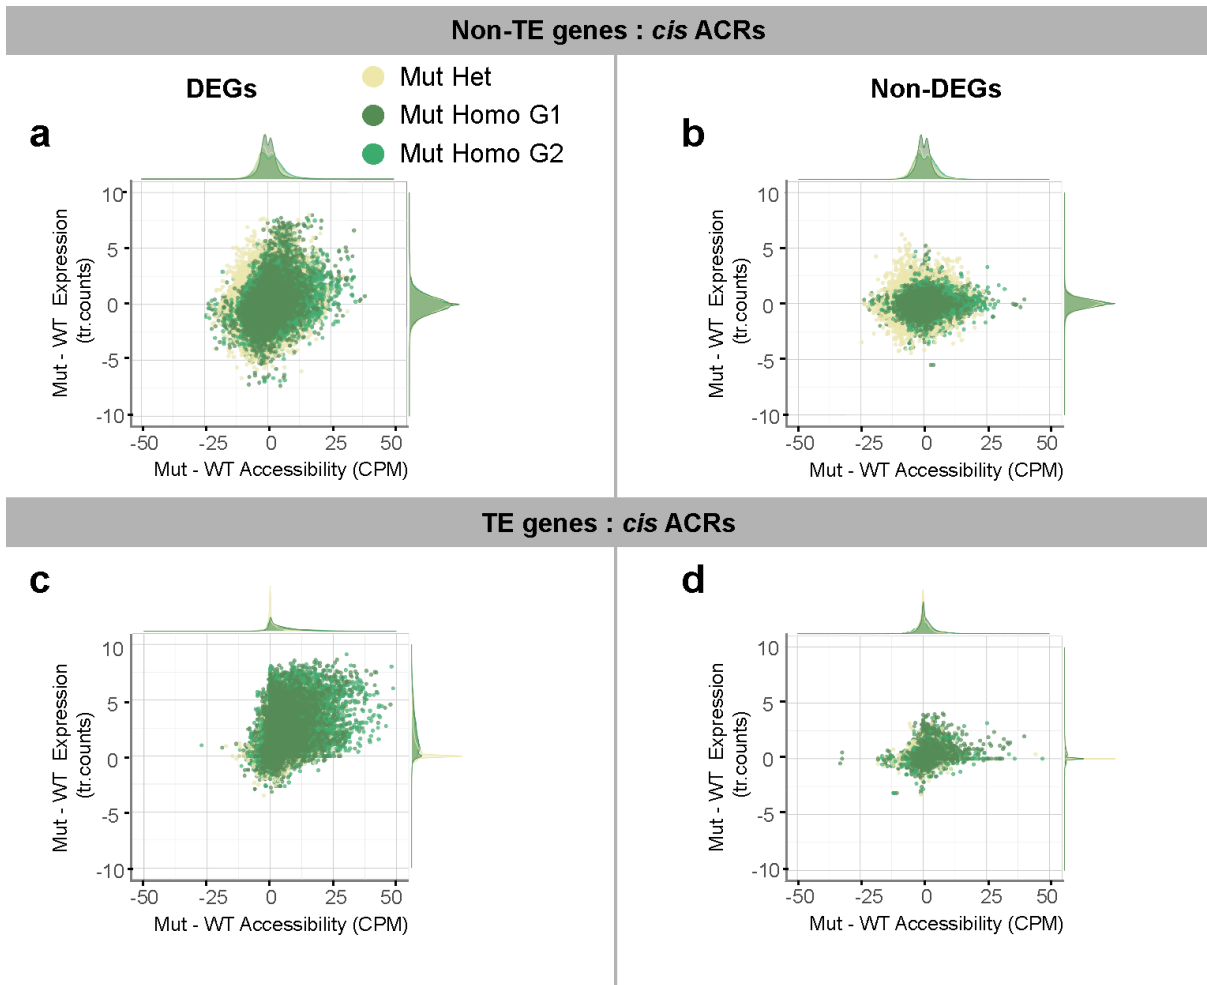 Non-TE genes : cis ACRs
DEGs
Mut Het
Mut Homo G1
Mut Homo G2
Non-DEGs
a
10
5
0
-5
-10
Mut - WT Expression
(tr.counts)
-50
-25
0
25
50
Mut - WT Accessibility (CPM)
b
10
5
0
-5
-10
Mut - WT Expression
(tr.counts)
-50
-25
0
25
50
Mut - WT Accessibility (CPM)
TE genes : cis ACRs
c
10
5
0
-5
-10
Mut - WT Expression
(tr.counts)
-50
-25
0
25
50
Mut - WT Accessibility (CPM)
d
10
5
0
-5
-10
Mut - WT Expression
(tr.counts)
-50
-25
0
25
50
Mut - WT Accessibility (CPM)